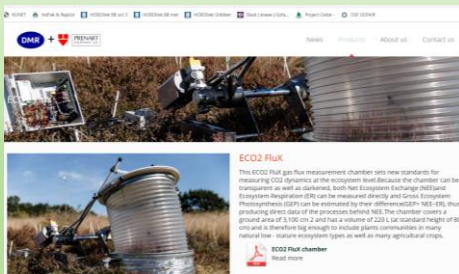 DMR + PRENART
News Products About us Contact us
ECO2 FluX
This ECO2 FluX gas flux measurement chamber sets new standards for
measuring CO2 dynamics at the ecosystem level.Because the chamber can be
transparent as well as darkened, both Net Ecosystem Exchange (NEE)and
Ecosystem Respiration (ER) can be measured directly and Gross Ecosystem
Photosynthesis (GEP) can be estimated by their difference(GEP= NEE-ER), thus
producing direct data of the processes behind NEE.The chamber covers a
ground area of 3,100 cm 2 and has a volume of 220 L (at standard height of 80
cm) and is therefore big enough to include plants communities in many
natural low - stature ecosystem types as well as many agricultural crops.
ECO2 FluX chamber
Read more